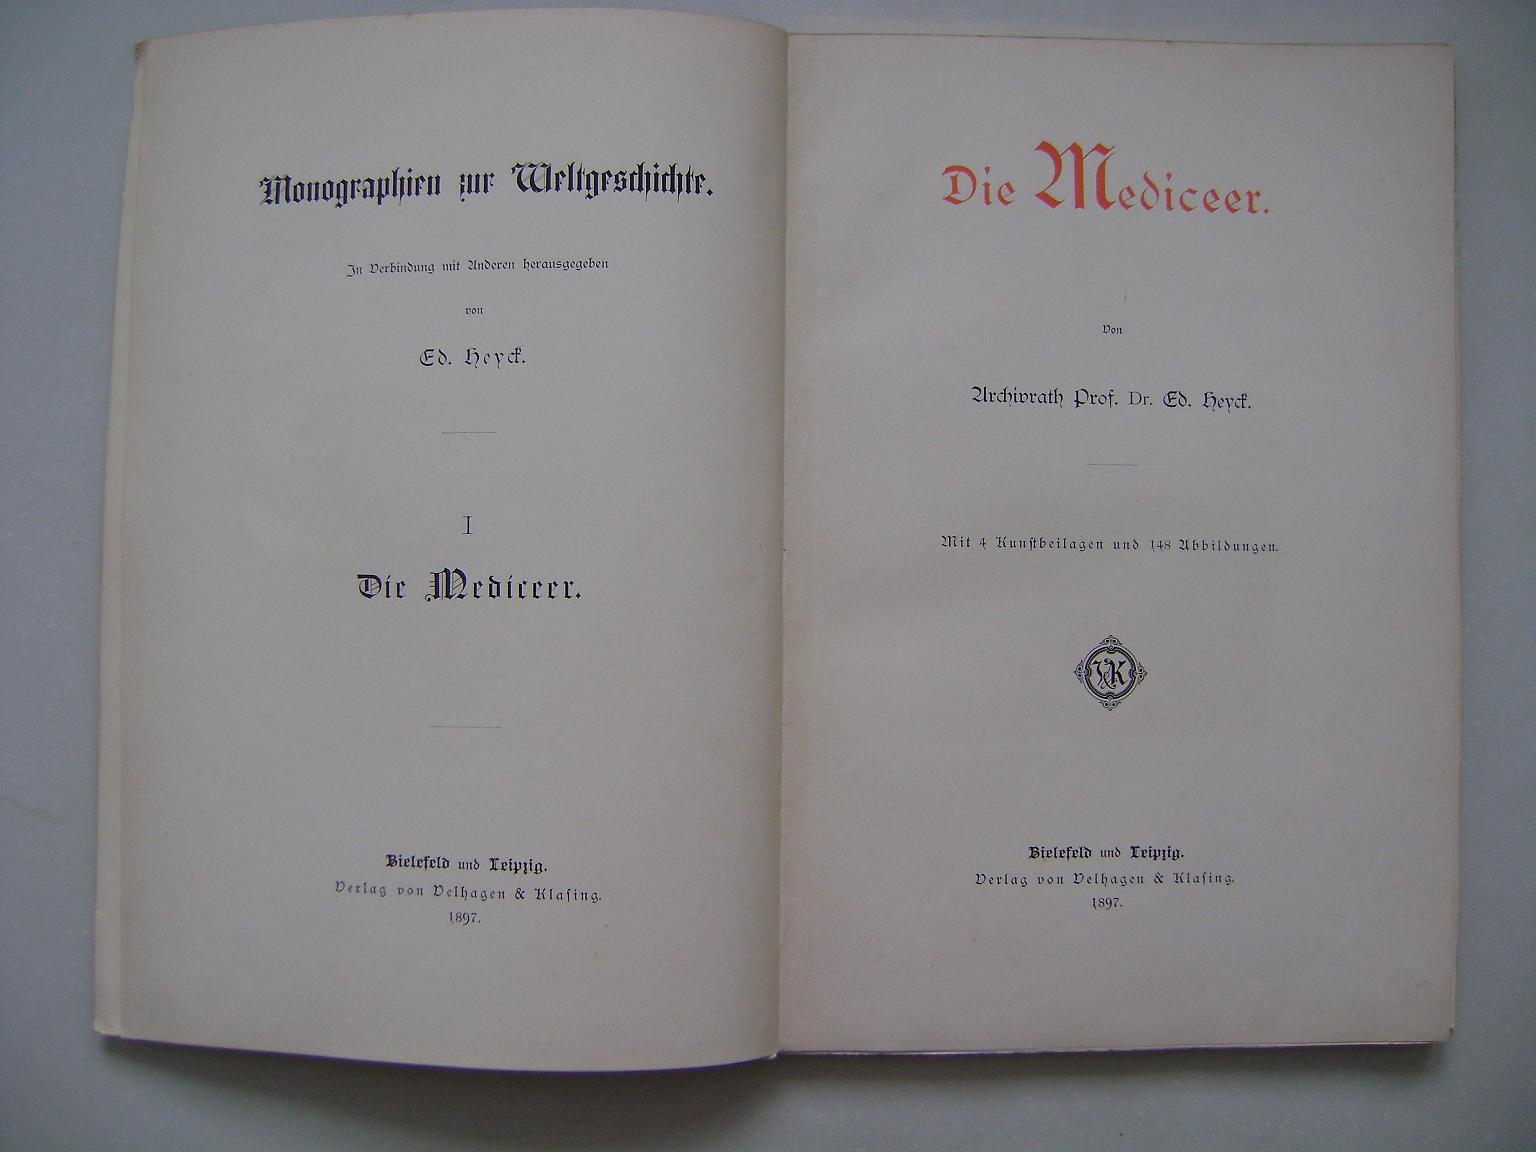 Monographien zur Weltgeschichte.
In Verbindung mit Anderen herausgegeben
von
Ed. Heyck.
I
Die Mediceer.
Bielefeld und Leipzig.
Verlag von Velhagen & Klasing.
1897.
Die Mediceer.
Von
Archivrath Prof. Dr. Ed. Heyck.
Mit 4 Kunstbeilagen und 148 Abbildungen.
VK
Bielefeld und Leipzig.
Verlag von Velhagen & Klasing.
1897.